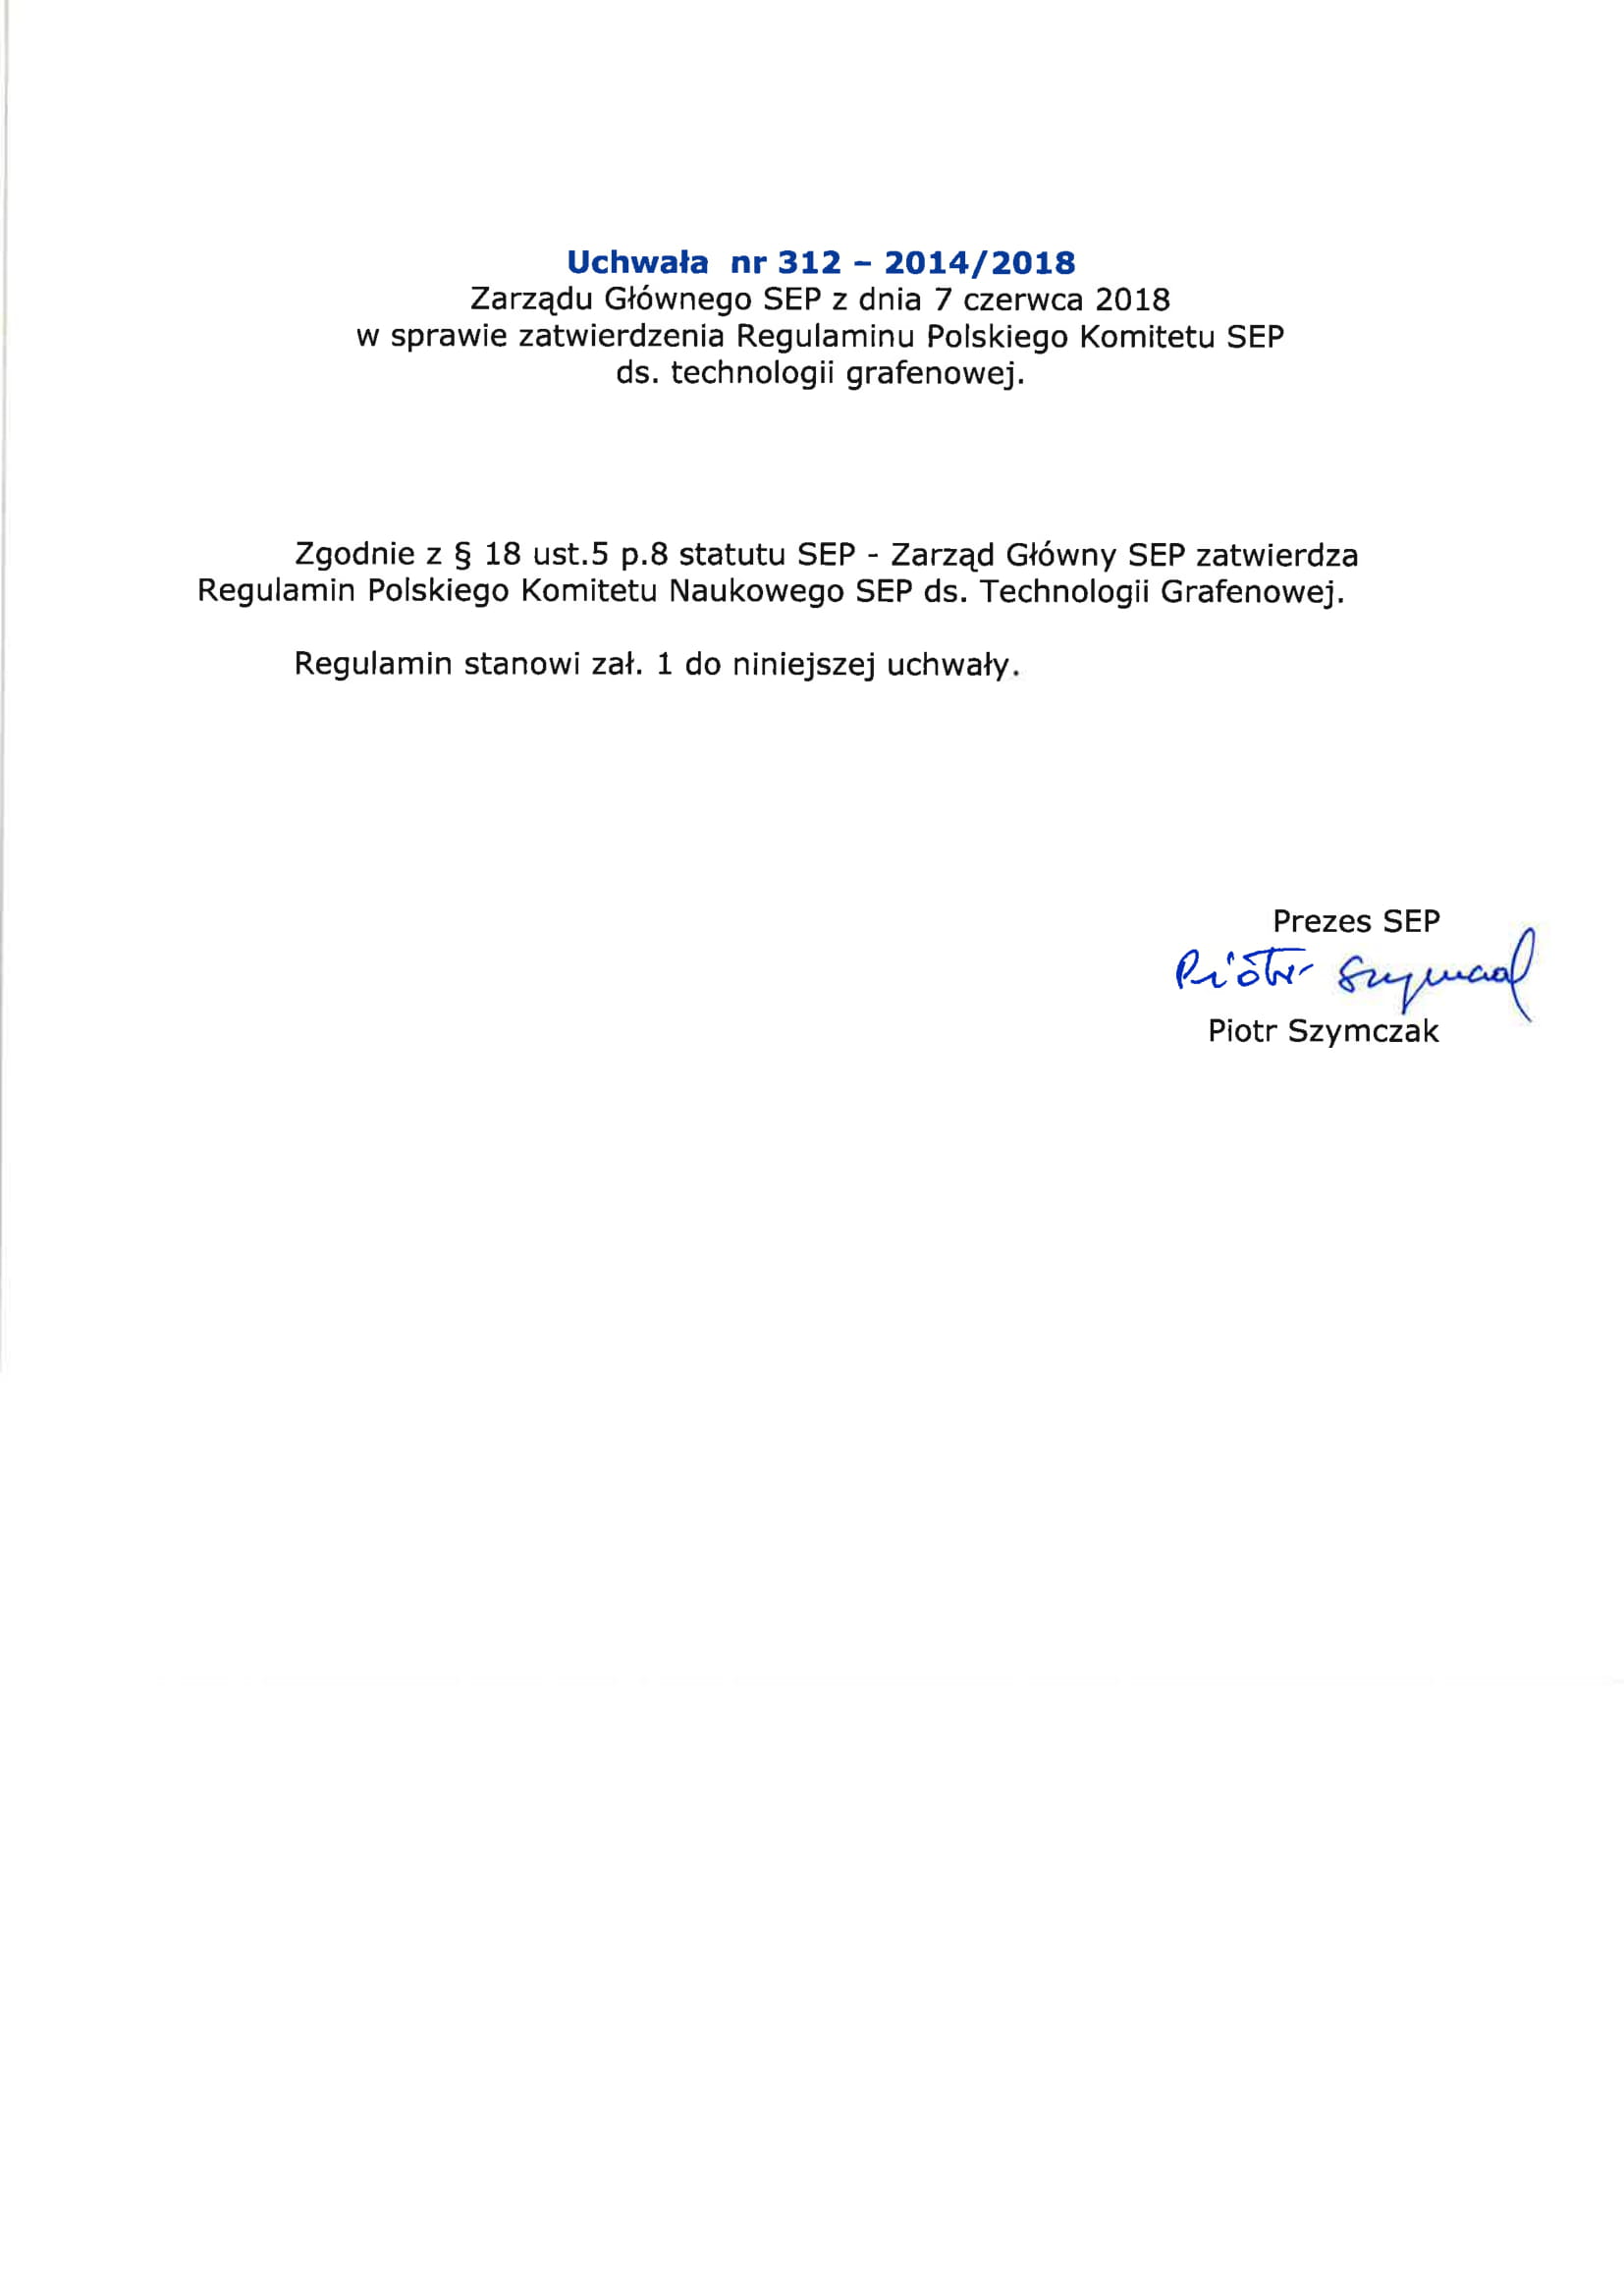 Uchwała nr 312 – 2014/2018
Zarządu Głównego SEP z dnia 7 czerwca 2018
w sprawie zatwierdzenia Regulaminu Polskiego Komitetu SEP
ds. technologii grafenowej.
Zgodnie z § 18 ust.5 p.8 statutu SEP - Zarząd Główny SEP zatwierdza
Regulamin Polskiego Komitetu Naukowego SEP ds. Technologii Grafenowej.
Regulamin stanowi zał. 1 do niniejszej uchwały.
Prezes SEP
Piotr Szymczak
Piotr Szymczak